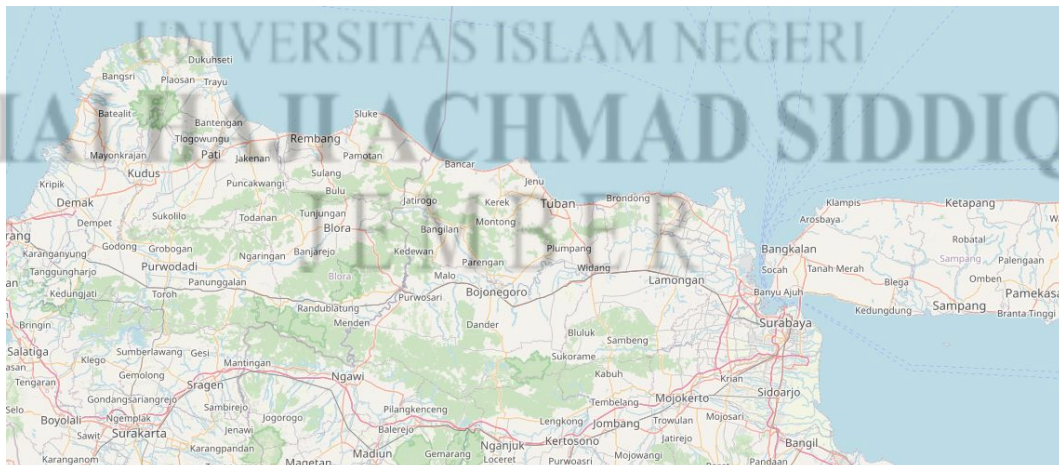 UNIVERSITAS ISLAM NEGERI
HAJI ACHMAD SIDDIQ
JEMBER
Dukunseti
Bangsri Plaosan Trayu
Batealit Bantengan Sluke
Tlogowungu Rembang
Mayonkrajan Pati Jakenan Pamotan Bancar
Kudus Sulang Jenu
Kripik Puncakwangi Bulu
Demak Jatirogo Kerek Tuban Brondong Klampis Ketapang
Dempet Sukolilo Todanan Tunjungan Bangilan Montong Arosbaya
rang Blora
Godong Grobogan Banjarejo Kedewan Plumpang Bangkalan Robatal
Karanganyung Ngaringan Parengan Sampang Palengaan
Tanggungharjo Purwodadi Blora Malo Widang Lamongan Socah Tanah Merah Omben
an Panunggalan Blega
Kedungjati Toroh Purwosari Bojonegoro Banyu Ajuh Sampang Pamekasa
Randublatung Kedungdung Branta Tinggi
Bringin Menden Dander Bluluk Surabaya
Salatiga Sumberlawang Gesi Sambeng
asan Klego Mantingan Sukorame
Tengaran Gemolong Sragen Ngawi Kabuh Krian
Gondangsariangrejo Mojokerto Sidoarjo
Selo Sambirejo Pilangkenceng Tembelang
Boyolali Ngemplak Jogorogo Lengkong Jombang Trowulan Mojosari
Sawit Surakarta Jenawi Balerejo Kertosono Jatirejo Bangil
Karangpandan Nganjuk
Karanganom Magetan Madiun Gemarang Loceret Purwoasri Mojowangi Pandaan